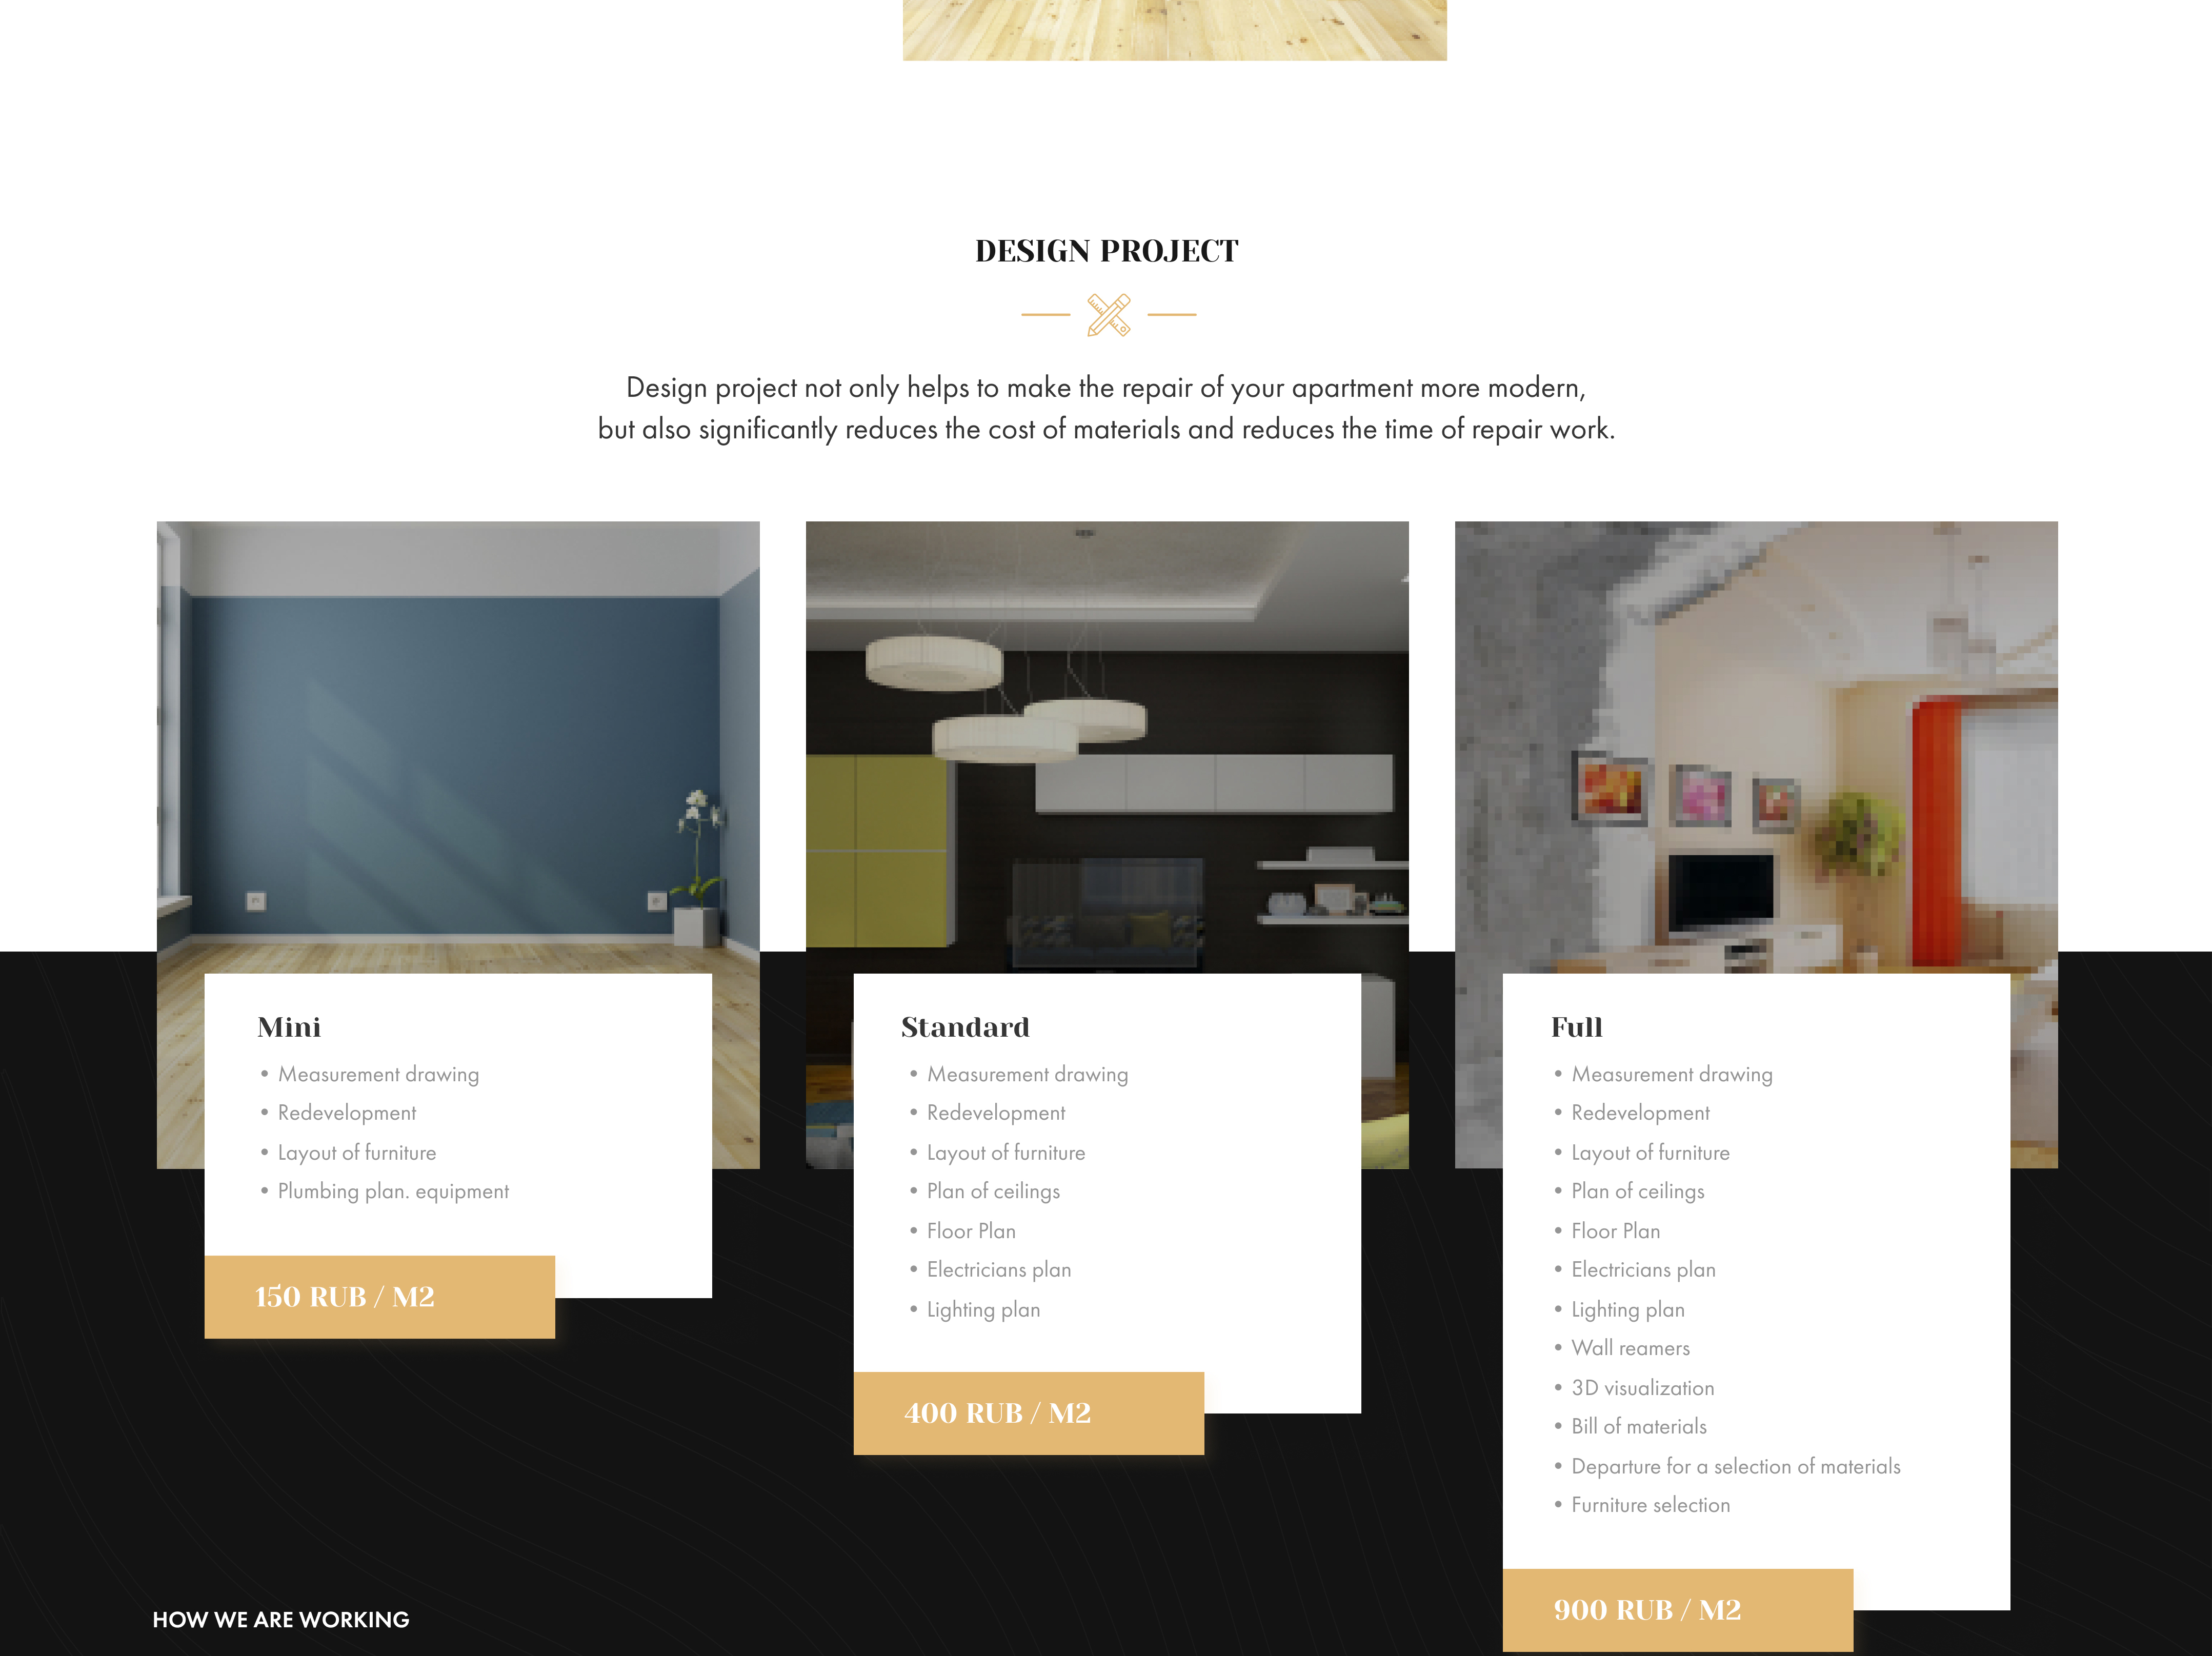 DESIGN PROJECT
Design project not only helps to make the repair of your apartment more modern,
but also significantly reduces the cost of materials and reduces the time of repair work.
Mini
• Measurement drawing
• Redevelopment
• Layout of furniture
• Plumbing plan. equipment
150 RUB / M2
Standard
• Measurement drawing
• Redevelopment
• Layout of furniture
• Plan of ceilings
• Floor Plan
• Electricians plan
• Lighting plan
400 RUB / M2
Full
• Measurement drawing
• Redevelopment
• Layout of furniture
• Plan of ceilings
• Floor Plan
• Electricians plan
• Lighting plan
• Wall reamers
• 3D visualization
• Bill of materials
• Departure for a selection of materials
• Furniture selection
900 RUB / M2
HOW WE ARE WORKING